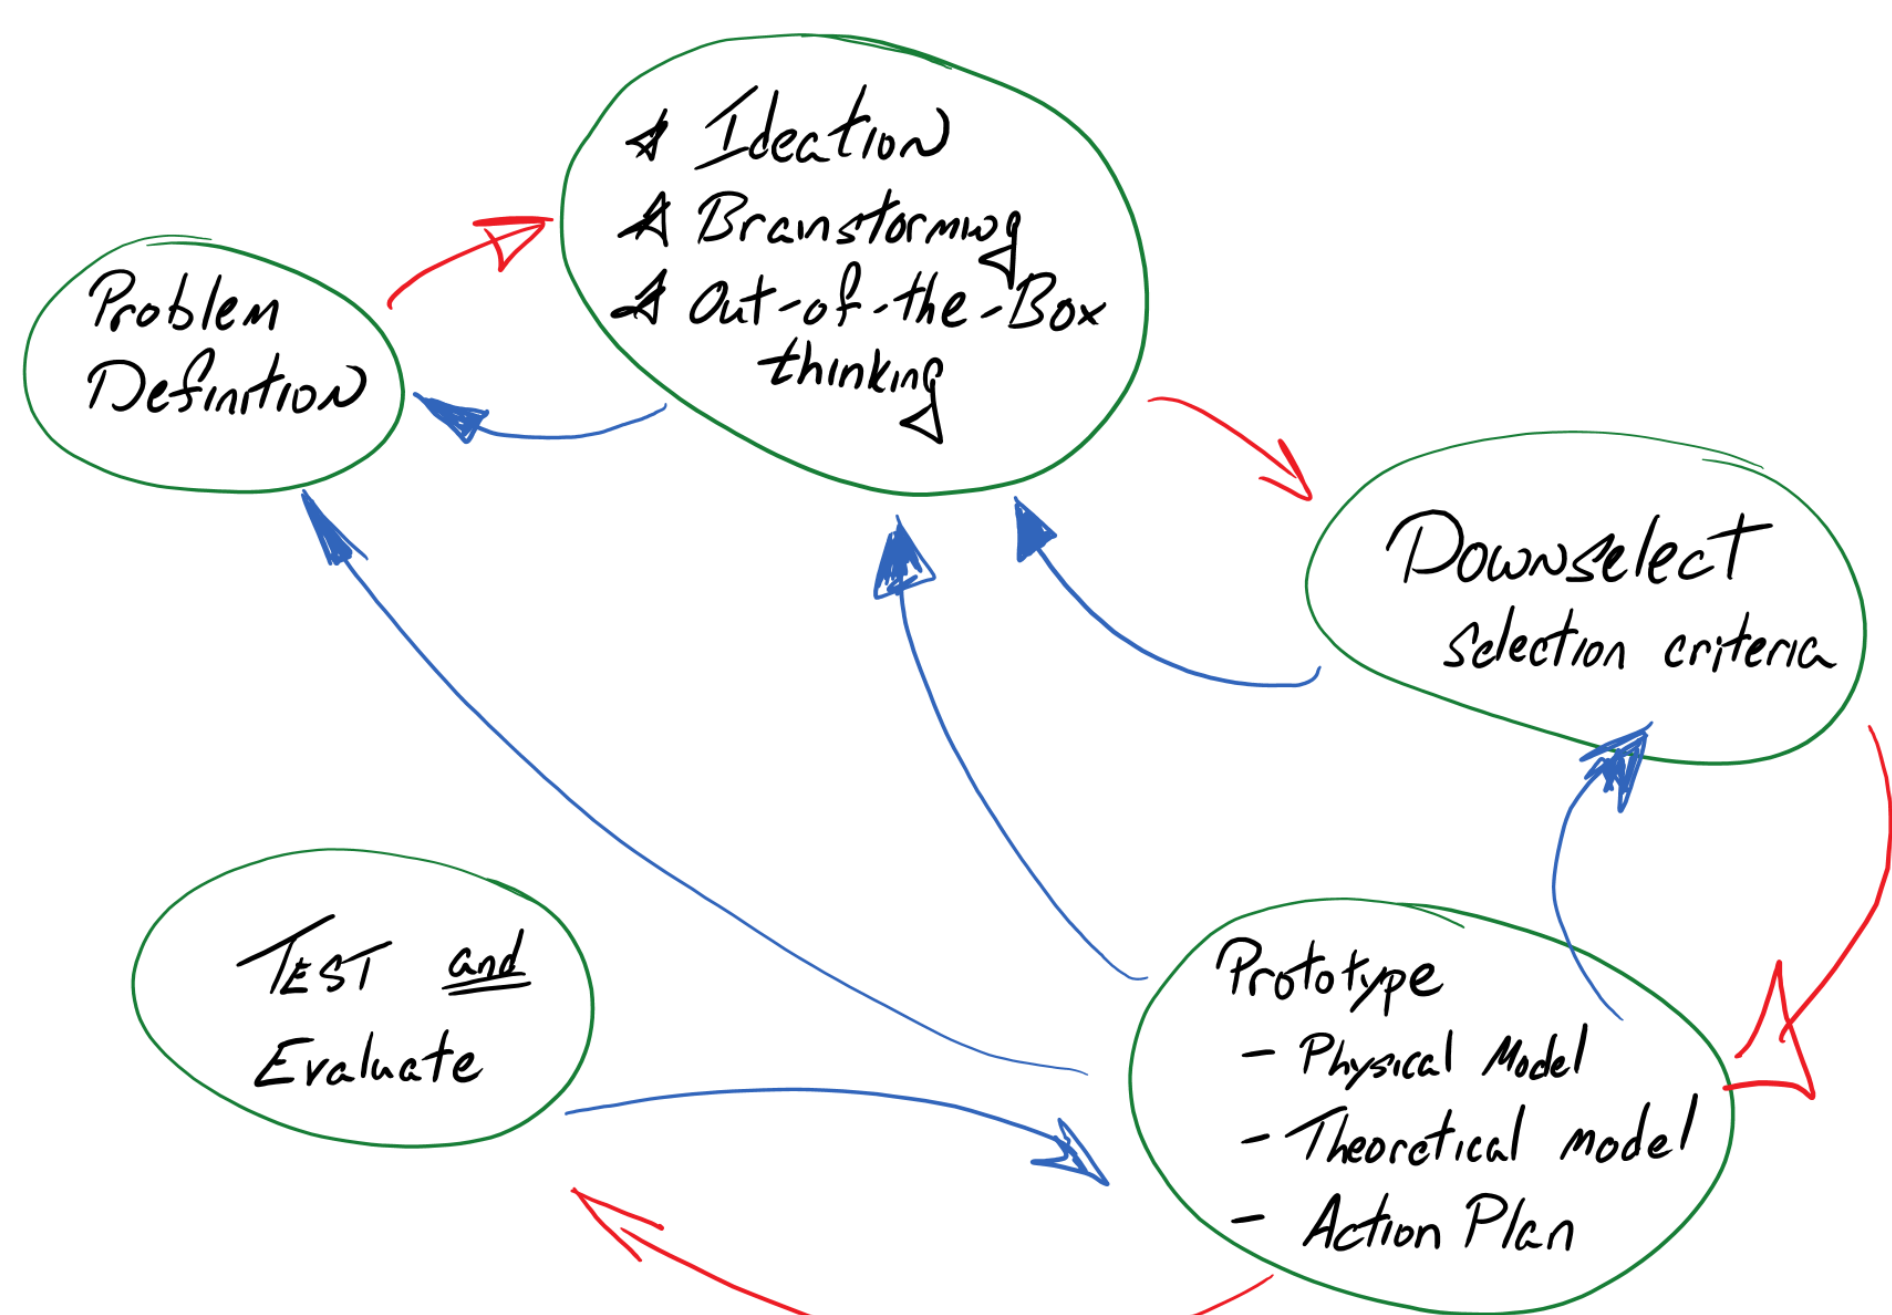 Problem
Definition
* Ideation
* Brainstorming
* Out-of-the-Box
thinking
Downselect
selection criteria
Prototype
- Physical Model
- Theoretical model
- Action Plan
Test and
Evaluate